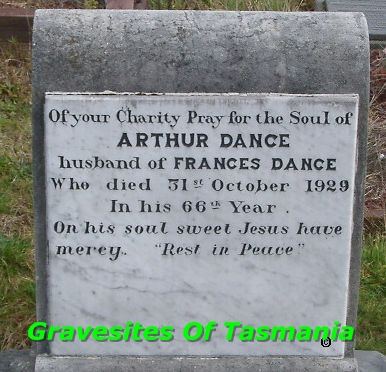 Of your Charity Pray for the Soul of
ARTHUR DANCE
husband of FRANCES DANCE
Who died 31st October 1929
In his 66th Year.
On his soul sweet Jesus have
mercy. "Rest in Peace"
Gravesites Of Tasmania
©